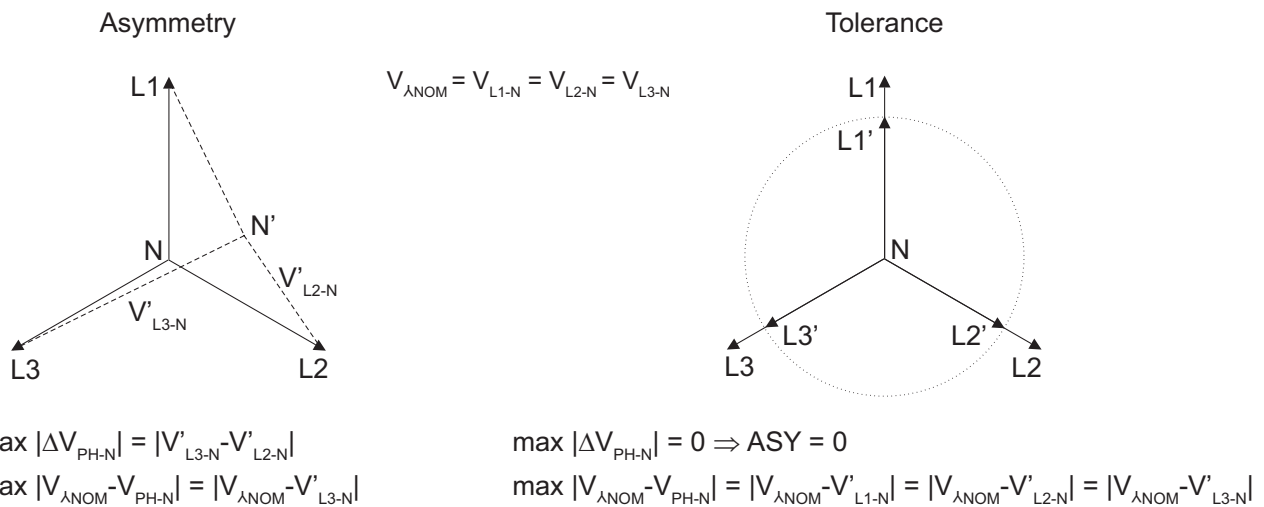 Asymmetry
Tolerance
V⅄NOM = VL1-N = VL2-N = VL3-N
L1
L1
L1'
N'
N
N
V'L2-N
V'L3-N
L3'
L2'
L3
L2
L3
L2
ax |ΔVPH-N| = |V'L3-N-V'L2-N|
max |ΔVPH-N| = 0 ⇒ ASY = 0
ax |V⅄NOM-VPH-N| = |V⅄NOM-V'L3-N|
max |V⅄NOM-VPH-N| = |V⅄NOM-V'L1-N| = |V⅄NOM-V'L2-N| = |V⅄NOM-V'L3-N|